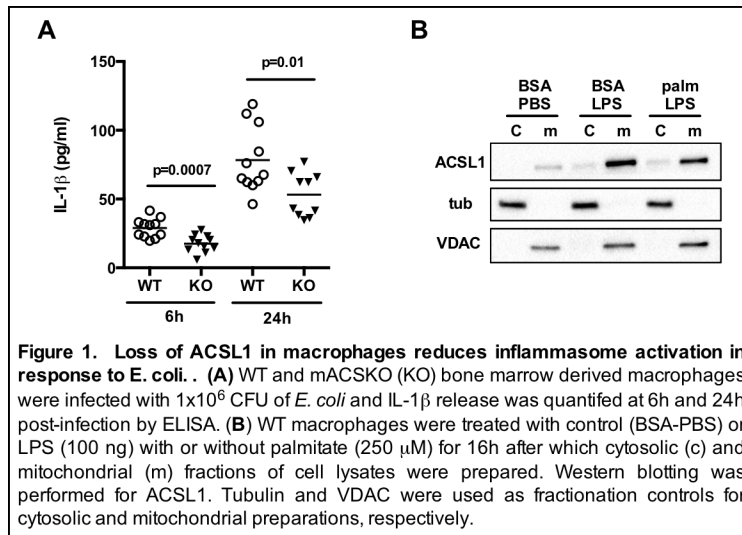 A
B
150
100
50
0
IL-1β (pg/ml)
p=0.0007
p=0.01
WT KO WT KO
6h 24h
BSA BSA palm
PBS LPS LPS
C m C m C m
ACSL1
tub
VDAC
Figure 1. Loss of ACSL1 in macrophages reduces inflammasome activation in
response to E. coli. . (A) WT and mACSKO (KO) bone marrow derived macrophages
were infected with 1x10⁶ CFU of E. coli and IL-1β release was quantifed at 6h and 24h
post-infection by ELISA. (B) WT macrophages were treated with control (BSA-PBS) or
LPS (100 ng) with or without palmitate (250 μM) for 16h after which cytosolic (c) and
mitochondrial (m) fractions of cell lysates were prepared. Western blotting was
performed for ACSL1. Tubulin and VDAC were used as fractionation controls for
cytosolic and mitochondrial preparations, respectively.